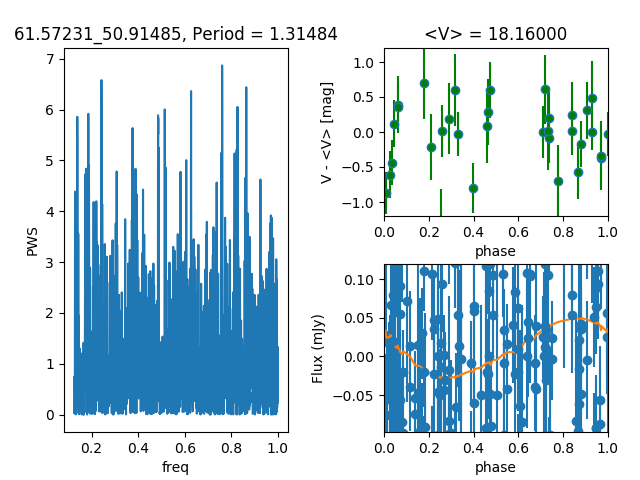 61.57231_50.91485, Period = 1.31484
7
6
5
4
3
2
1
0
PWS
0.2 0.4 0.6 0.8 1.0
freq
<V> = 18.16000
1.0
0.5
0.0
−0.5
−1.0
V - <V> [mag]
0.0 0.2 0.4 0.6 0.8 1.0
phase
0.10
0.05
0.00
−0.05
Flux (mJy)
0.0 0.2 0.4 0.6 0.8 1.0
phase